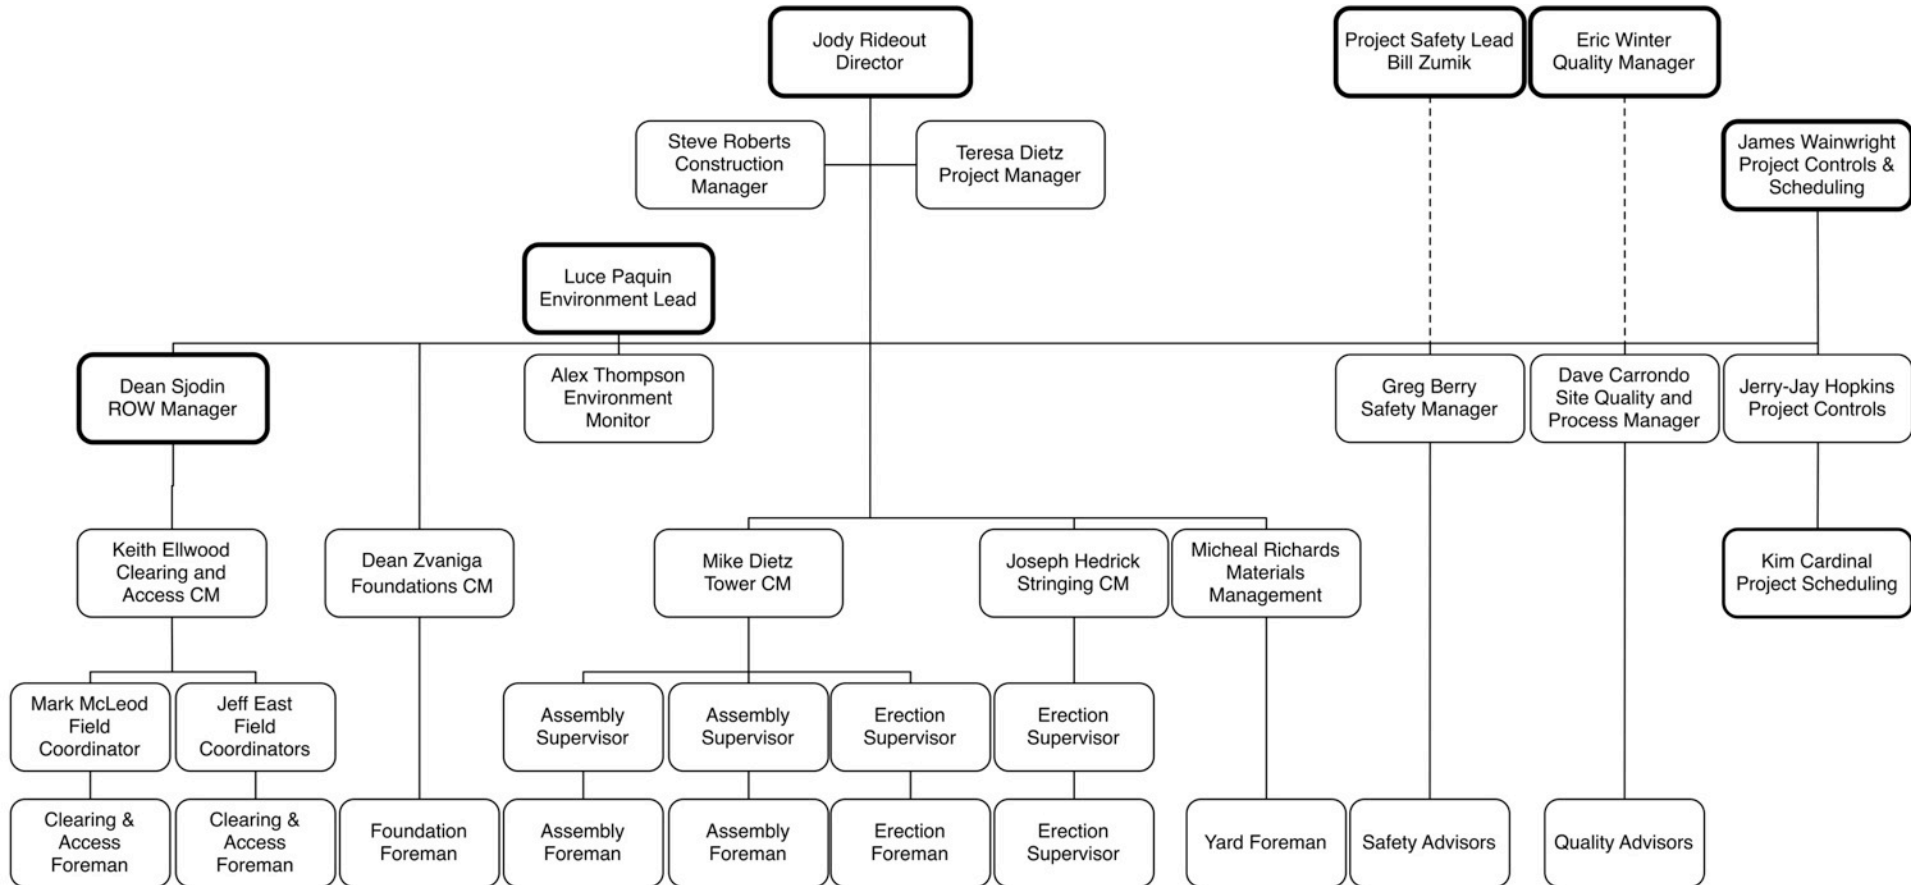 Jody Rideout
Director
Project Safety Lead
Bill Zumik
Eric Winter
Quality Manager
Steve Roberts
Construction
Manager
Teresa Dietz
Project Manager
James Wainwright
Project Controls &
Scheduling
Luce Paquin
Environment Lead
Dean Sjodin
ROW Manager
Alex Thompson
Environment
Monitor
Greg Berry
Safety Manager
Dave Carrondo
Site Quality and
Process Manager
Jerry-Jay Hopkins
Project Controls
Keith Ellwood
Clearing and
Access CM
Dean Zvaniga
Foundations CM
Mike Dietz
Tower CM
Joseph Hedrick
Stringing CM
Micheal Richards
Materials
Management
Kim Cardinal
Project Scheduling
Mark McLeod
Field
Coordinator
Jeff East
Field
Coordinators
Assembly
Supervisor
Assembly
Supervisor
Erection
Supervisor
Erection
Supervisor
Clearing &
Access
Foreman
Clearing &
Access
Foreman
Foundation
Foreman
Assembly
Foreman
Assembly
Foreman
Erection
Foreman
Erection
Supervisor
Yard Foreman
Safety Advisors
Quality Advisors